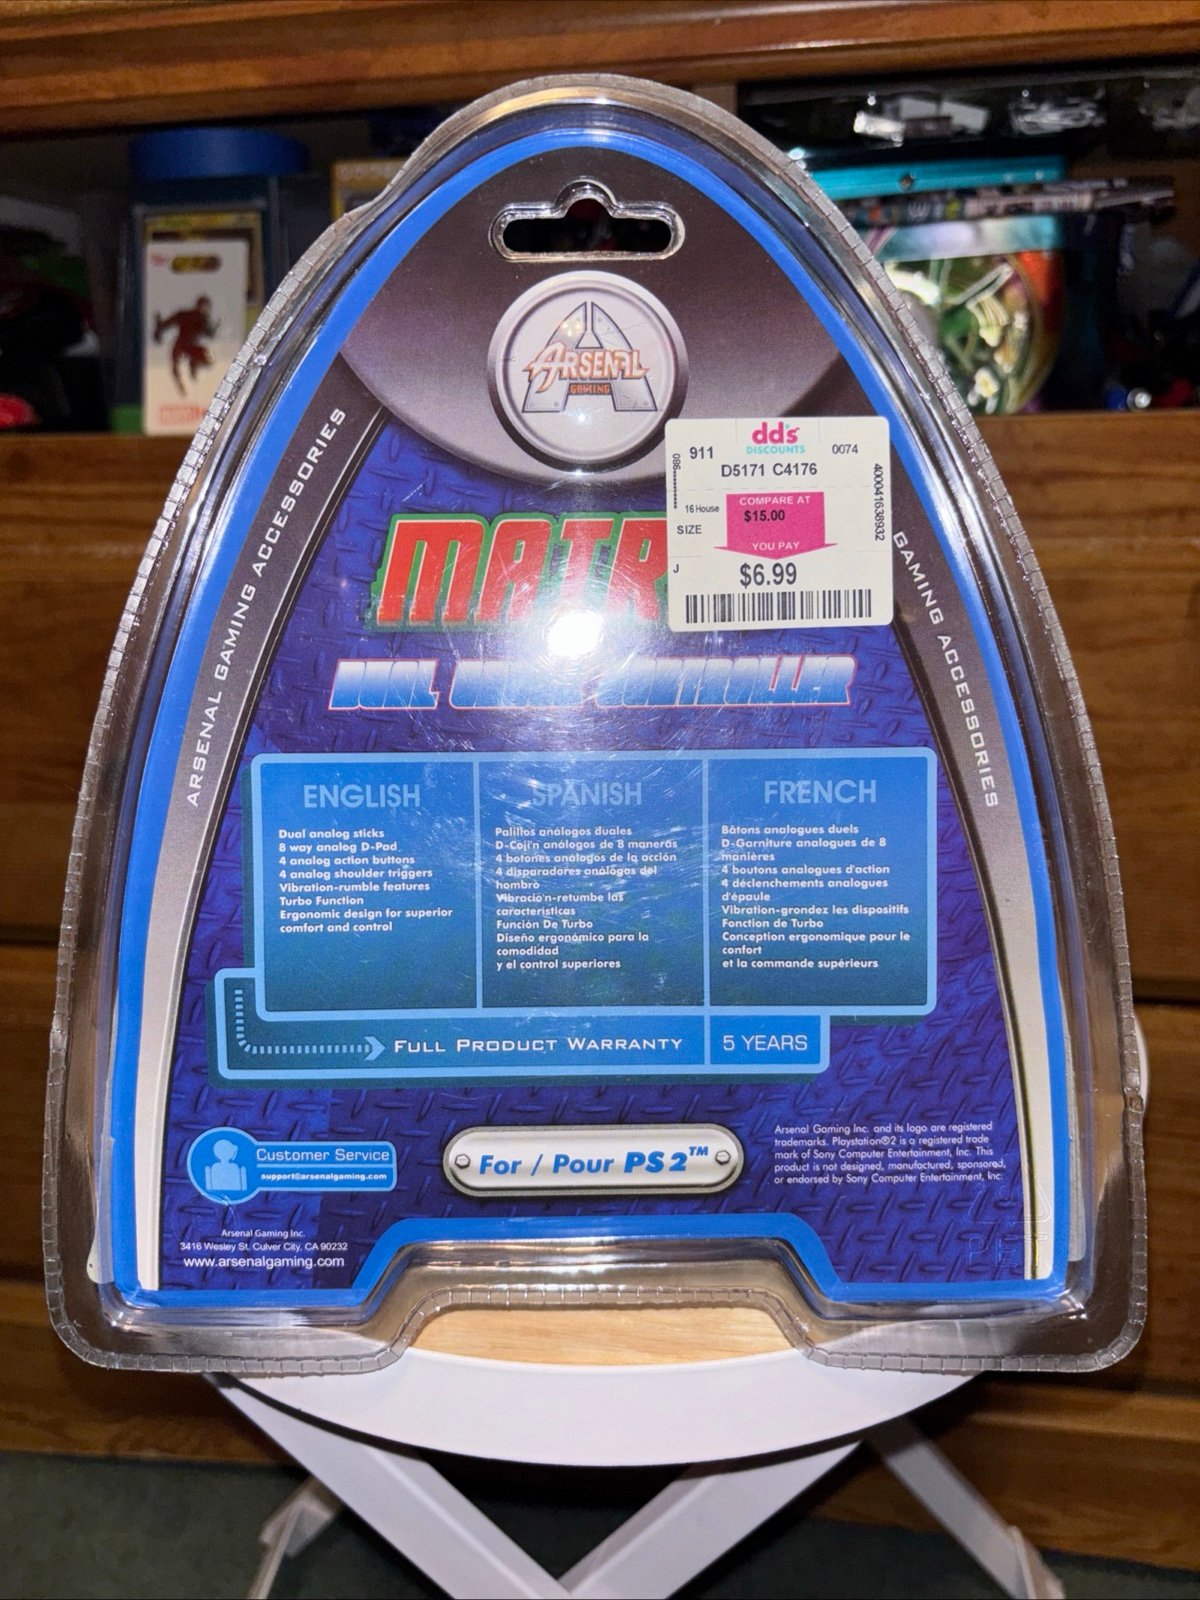 ARSENAL
GAMING
ARSENAL GAMING ACCESSORIES
GAMING ACCESSORIES
dd's
DISCOUNTS
911
0074
D5171 C4176
980
400041638932
16 House
SIZE
COMPARE AT
$15.00
YOU PAY
J
$6.99
MATR
DUAL CONTROLLER
ENGLISH
Dual analog sticks
8 way analog D-Pad
4 analog action buttons
4 analog shoulder triggers
Vibration-rumble features
Turbo Function
Ergonomic design for superior
comfort and control
SPANISH
Palillos análogos duales
D-Coji'n análogos de 8 maneras
4 botones análogos de la acción
4 disparadores análogos del
hombro
Vibracio'n-retumbe las
características
Función De Turbo
Diseño ergonómico para la
comodidad
y el control superiores
FRENCH
Bâtons analogues duels
D-Garniture analogues de 8
manières
4 boutons analogues d'action
4 déclenchements analogues
d'épaule
Vibration-grondez les dispositifs
Fonction de Turbo
Conception ergonomique pour le
confort
et la commande supérieurs
FULL PRODUCT WARRANTY
5 YEARS
Customer Service
support@arsenalgaming.com
For / Pour PS2™
Arsenal Gaming Inc. and its logo are registered
trademarks. Playstation®2 is a registered trade
mark of Sony Computer Entertainment, Inc. This
product is not designed, manufactured, sponsored,
or endorsed by Sony Computer Entertainment, Inc.
Arsenal Gaming Inc.
3416 Wesley St. Culver City, CA 90232
www.arsenalgaming.com